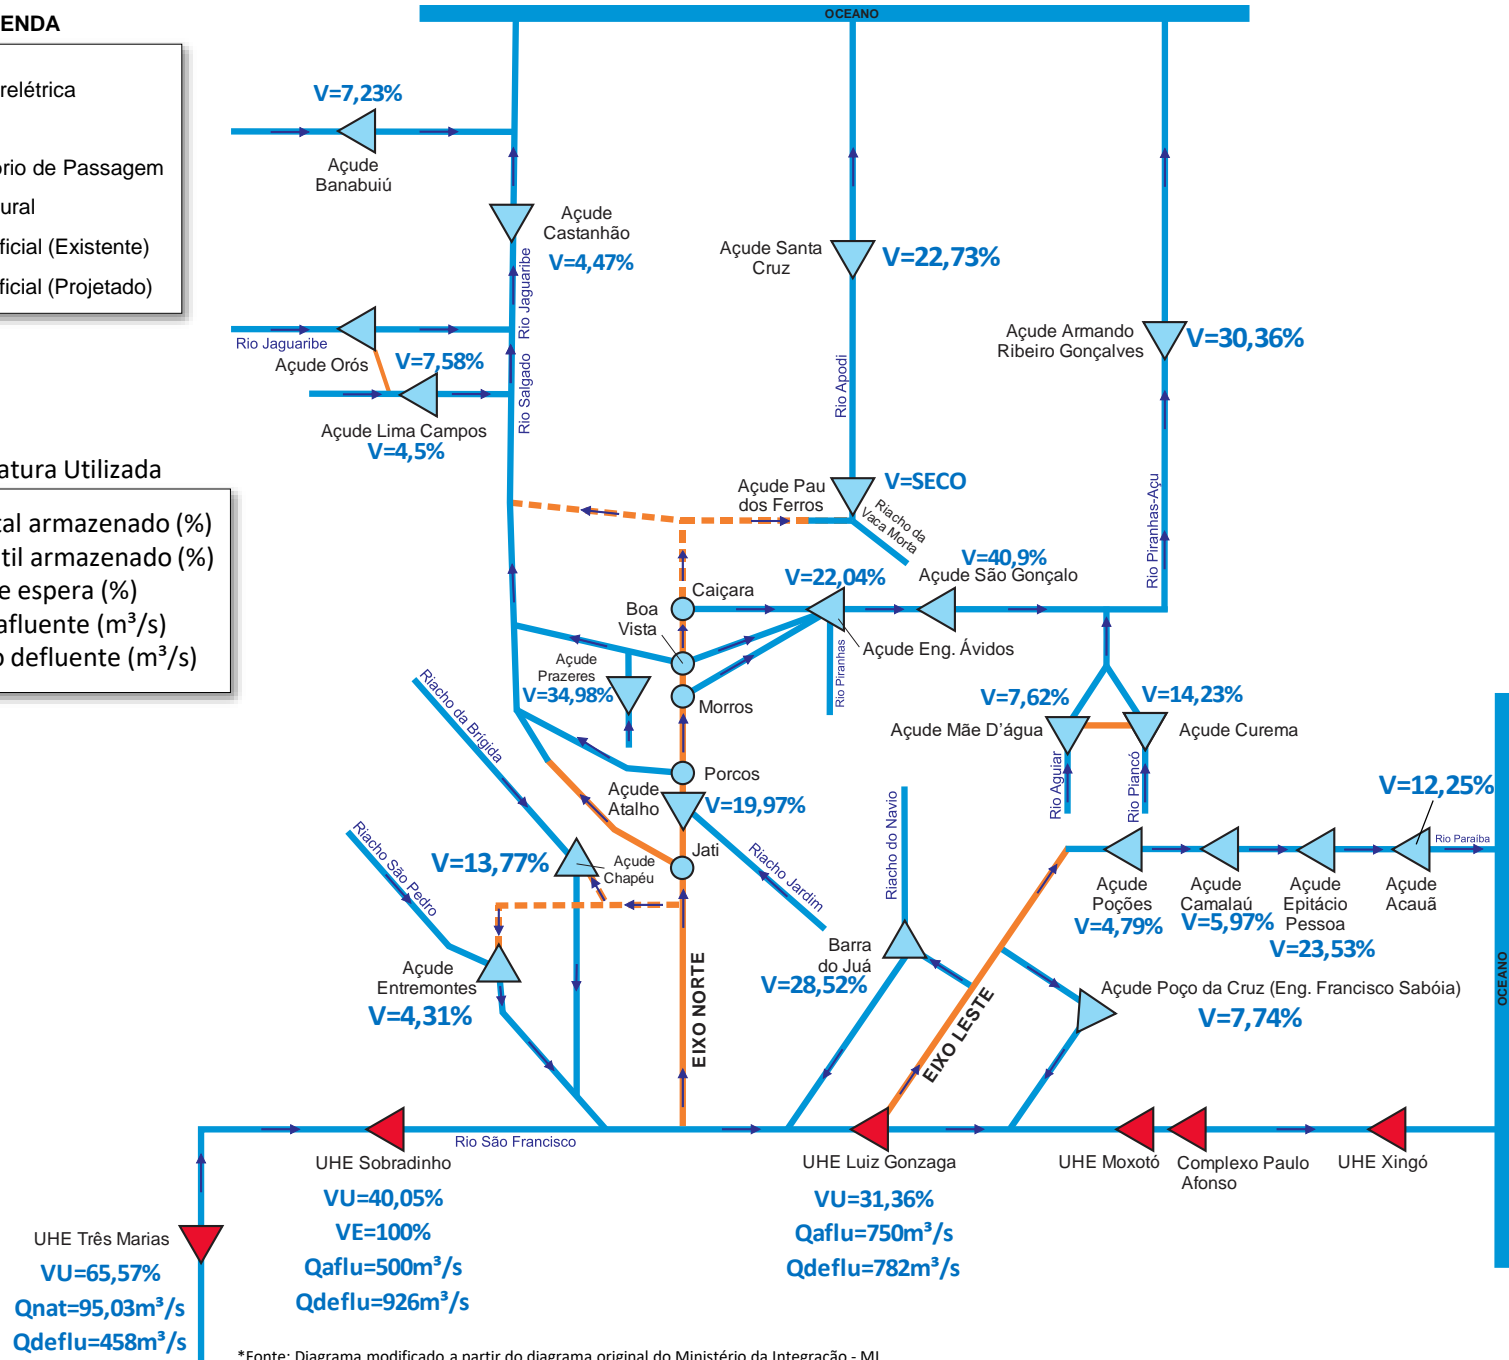 OCEANO
ENDA
relétrica
rio de Passagem
ural
ficial (Existente)
ficial (Projetado)
V=7,23%
Açude
Banabuiú
Açude
Castanhão
V=4,47%
Rio Jaguaribe
Açude Santa
Cruz
V=22,73%
Açude Armando
Ribeiro Gonçalves
V=30,36%
Rio Jaguaribe
Açude Orós
V=7,58%
Rio Salgado
Rio Apodi
Açude Lima Campos
V=4,5%
atura Utilizada
tal armazenado (%)
til armazenado (%)
e espera (%)
afluente (m³/s)
o defluente (m³/s)
Açude Pau
dos Ferros
V=SECO
Riacho da
Vaca Morta
Rio Piranhas-Açu
V=40,9%
Açude São Gonçalo
V=22,04%
Caiçara
Boa
Vista
Açude Eng. Ávidos
Açude
Prazeres
V=34,98%
Rio Piranhas
Morros
Riacho da Brígida
V=7,62%
V=14,23%
Açude Mãe D'água
Açude Curema
Porcos
Açude
Atalho
V=19,97%
Rio Aguiar
Rio Piancó
V=12,25%
Riacho São Pedro
V=13,77%
Açude
Chapéu
Jati
Riacho Jardim
Riacho do Navio
Rio Paraiba
Açude
Poções
V=4,79%
Açude
Camalaú
V=5,97%
Açude
Epitácio
Pessoa
V=23,53%
Açude
Acauã
Açude
Entremontes
V=4,31%
EIXO NORTE
Barra
do Juá
V=28,52%
EIXO LESTE
Açude Poço da Cruz (Eng. Francisco Sabóia)
V=7,74%
OCEANO
Rio São Francisco
UHE Sobradinho
VU=40,05%
VE=100%
Qaflu=500m³/s
Qdeflu=926m³/s
UHE Luiz Gonzaga
VU=31,36%
Qaflu=750m³/s
Qdeflu=782m³/s
UHE Moxotó
Complexo Paulo
Afonso
UHE Xingó
UHE Três Marias
VU=65,57%
Qnat=95,03m³/s
Qdeflu=458m³/s
*Fonte: Diagrama modificado a partir do diagrama original do Ministério da Integração - MI